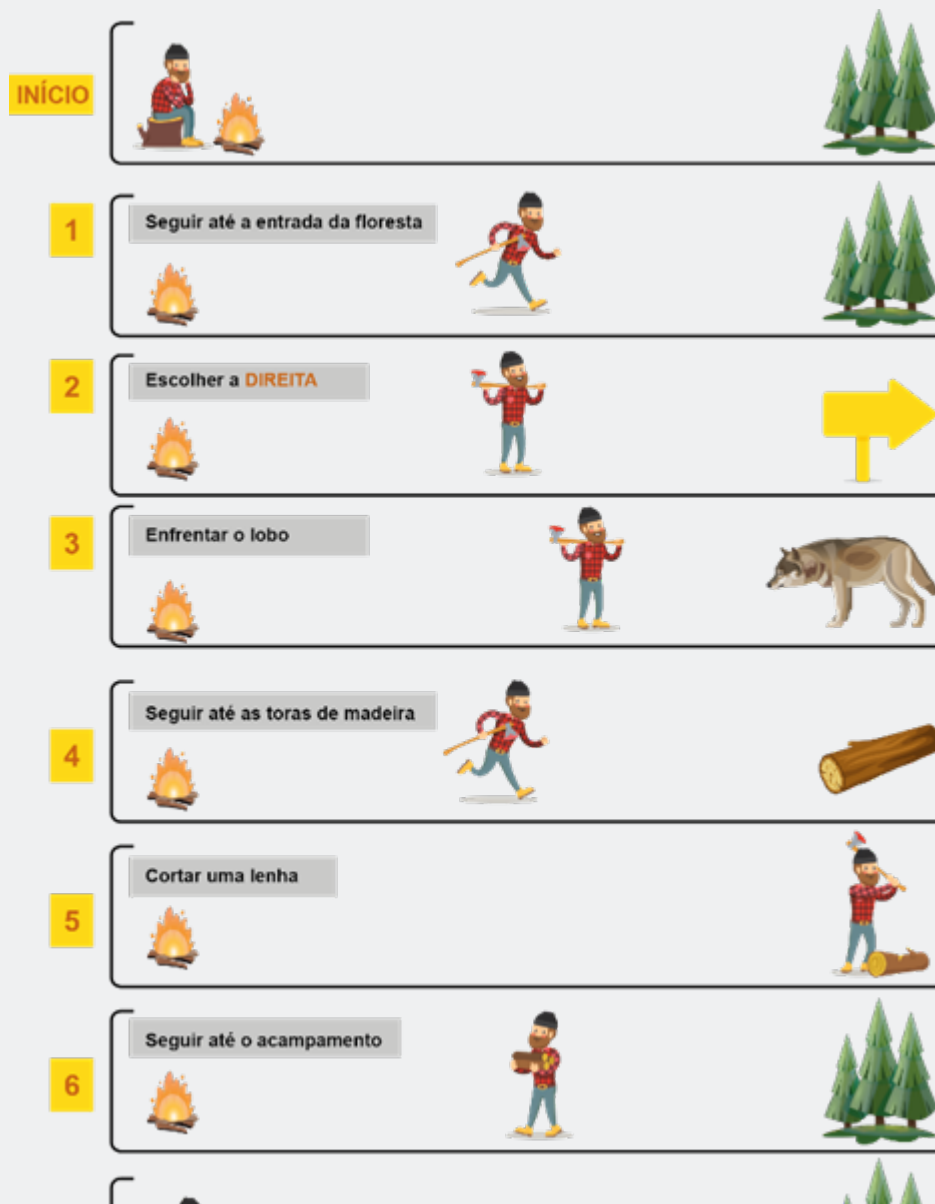 INÍCIO
1
Seguir até a entrada da floresta
2
Escolher a DIREITA
3
Enfrentar o lobo
4
Seguir até as toras de madeira
5
Cortar uma lenha
6
Seguir até o acampamento